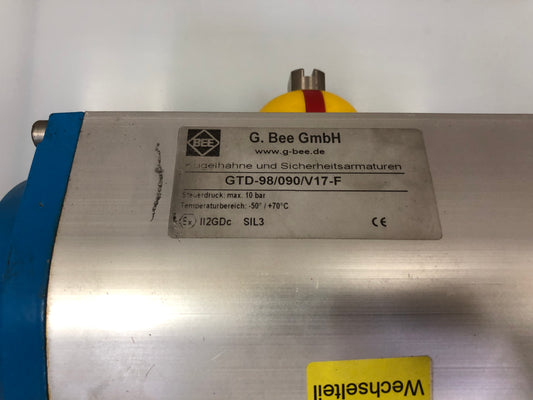 BEE
G. Bee GmbH
www.g-bee.de
Kugelhähne und Sicherheitsarmaturen
GTD-98/090/V17-F
Steuerdruck: max. 10 bar
Temperaturbereich: -50° / +70°C
Ex II2GDc SIL3 CE
Wechselteil